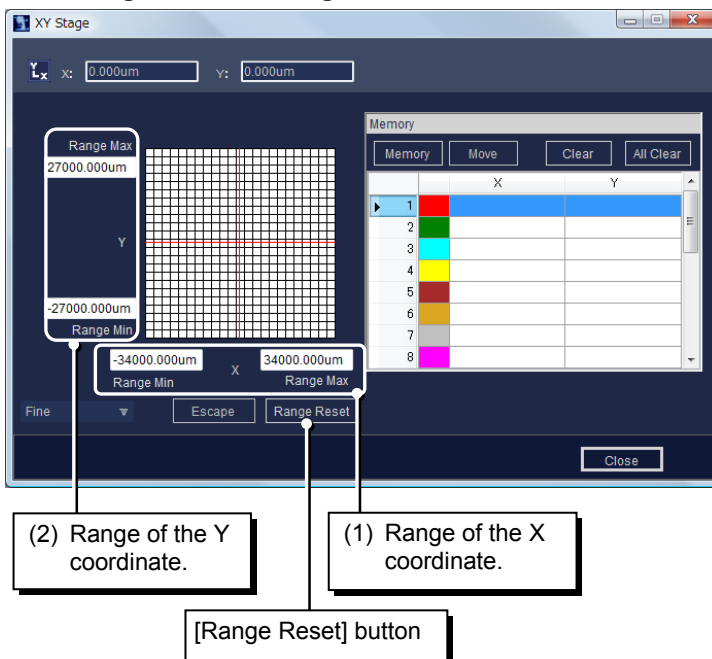 XY Stage
Y
Lx X: 0.000um Y: 0.000um
Memory
Memory Move Clear All Clear
X Y
1
2
3
4
5
6
7
8
Range Max
27000.000um
Y
-27000.000um
Range Min
-34000.000um X 34000.000um
Range Min Range Max
Fine Escape Range Reset
Close
(2) Range of the Y
coordinate.
(1) Range of the X
coordinate.
[Range Reset] button